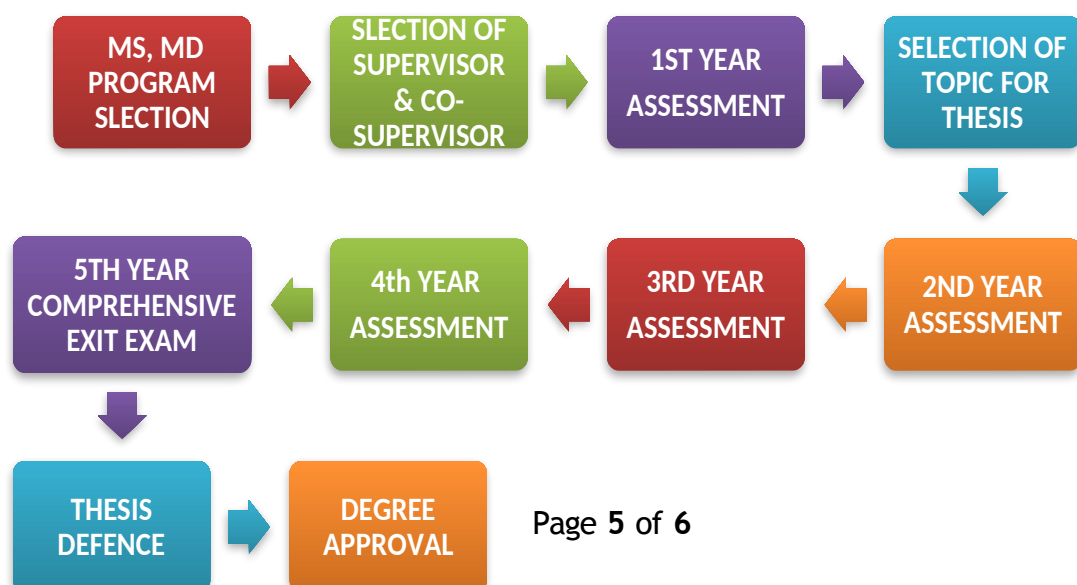 MS, MD
PROGRAM
SLECTION
SLECTION OF
SUPERVISOR
& CO-
SUPERVISOR
1ST YEAR
ASSESSMENT
SELECTION OF
TOPIC FOR
THESIS
2ND YEAR
ASSESSMENT
3RD YEAR
ASSESSMENT
4th YEAR
ASSESSMENT
5TH YEAR
COMPREHENSIVE
EXIT EXAM
THESIS
DEFENCE
DEGREE
APPROVAL
Page 5 of 6